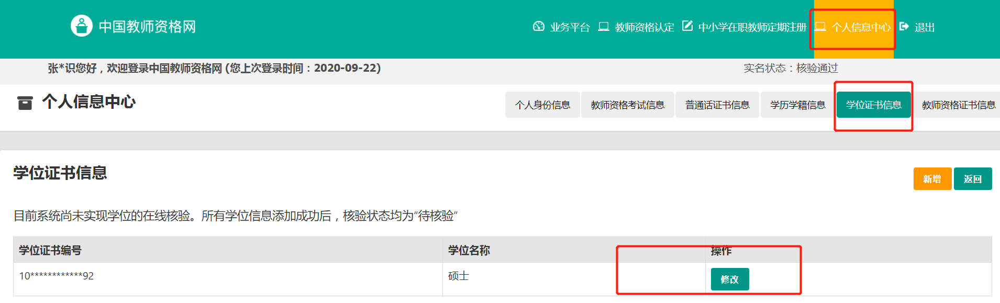 中国教师资格网
业务平台 教师资格认定 中小学在职教师定期注册 个人信息中心 退出
张*识您好，欢迎登录中国教师资格网 (您上次登录时间：2020-09-22) 实名状态：核验通过
个人信息中心
个人身份信息 教师资格考试信息 普通话证书信息 学历学籍信息 学位证书信息 教师资格证书信息
学位证书信息
新增 返回
目前系统尚未实现学位的在线核验。所有学位信息添加成功后，核验状态均为“待核验”
学位证书编号 学位名称 操作
10************92 硕士 修改